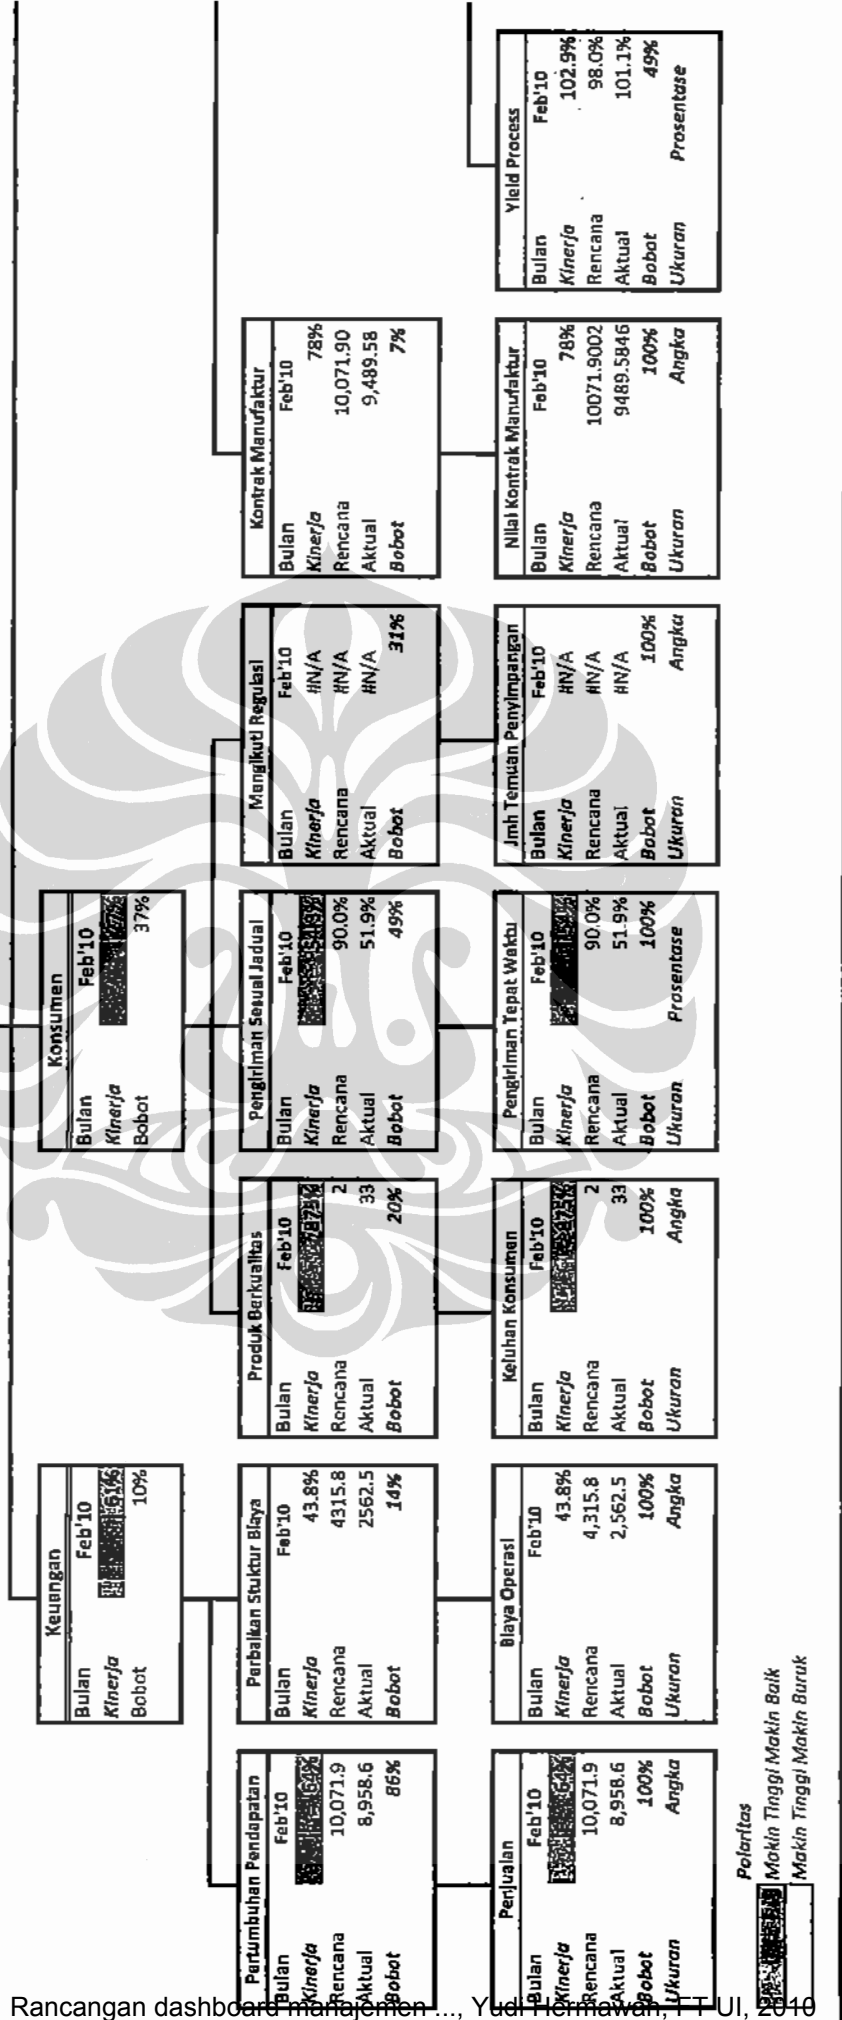 Keuangan
Bulan Feb'10
Kinerja 61%
Bobot 10%
Konsumen
Bulan Feb'10
Kinerja
Bobot 37%
Pertumbuhan Pendapatan
Bulan Feb'10
Kinerja 64%
Rencana 10,071.9
Aktual 8,958.6
Bobot 86%
Perbaikan Stuktur Biaya
Bulan Feb'10
Kinerja 43.8%
Rencana 4315.8
Aktual 2562.5
Bobot 14%
Produk Berkualitas
Bulan Feb'10
Kinerja
Rencana 2
Aktual 33
Bobot 20%
Pengiriman Sesuai Jadual
Bulan Feb'10
Kinerja
Rencana 90.0%
Aktual 51.9%
Bobot 49%
Mengikuti Regulasi
Bulan Feb'10
Kinerja #N/A
Rencana #N/A
Aktual #N/A
Bobot 31%
Kontrak Manufaktur
Bulan Feb'10
Kinerja 78%
Rencana 10,071.90
Aktual 9,489.58
Bobot 7%
Penjualan
Bulan Feb'10
Kinerja 64%
Rencana 10,071.9
Aktual 8,958.6
Bobot 100%
Ukuran Angka
Biaya Operasi
Bulan Feb'10
Kinerja 43.8%
Rencana 4,315.8
Aktual 2,562.5
Bobot 100%
Ukuran Angka
Keluhan Konsumen
Bulan Feb'10
Kinerja
Rencana 2
Aktual 33
Bobot 100%
Ukuran Angka
Pengiriman Tepat Waktu
Bulan Feb'10
Kinerja
Rencana 90.0%
Aktual 51.9%
Bobot 100%
Ukuran Prosentase
Jmh Temuan Penyimpangan
Bulan Feb'10
Kinerja #N/A
Rencana #N/A
Aktual #N/A
Bobot 100%
Ukuran Angka
Nilai Kontrak Manufaktur
Bulan Feb'10
Kinerja 78%
Rencana 10071.9002
Aktual 9489.5846
Bobot 100%
Ukuran Angka
Yield Process
Bulan Feb'10
Kinerja 102.9%
Rencana 98.0%
Aktual 101.1%
Bobot 49%
Ukuran Prosentase
Polaritas
Makin Tinggi Makin Baik
Makin Tinggi Makin Buruk
Rancangan dashboard manajemen ..., Yudi Hermawan, FT UI, 2010